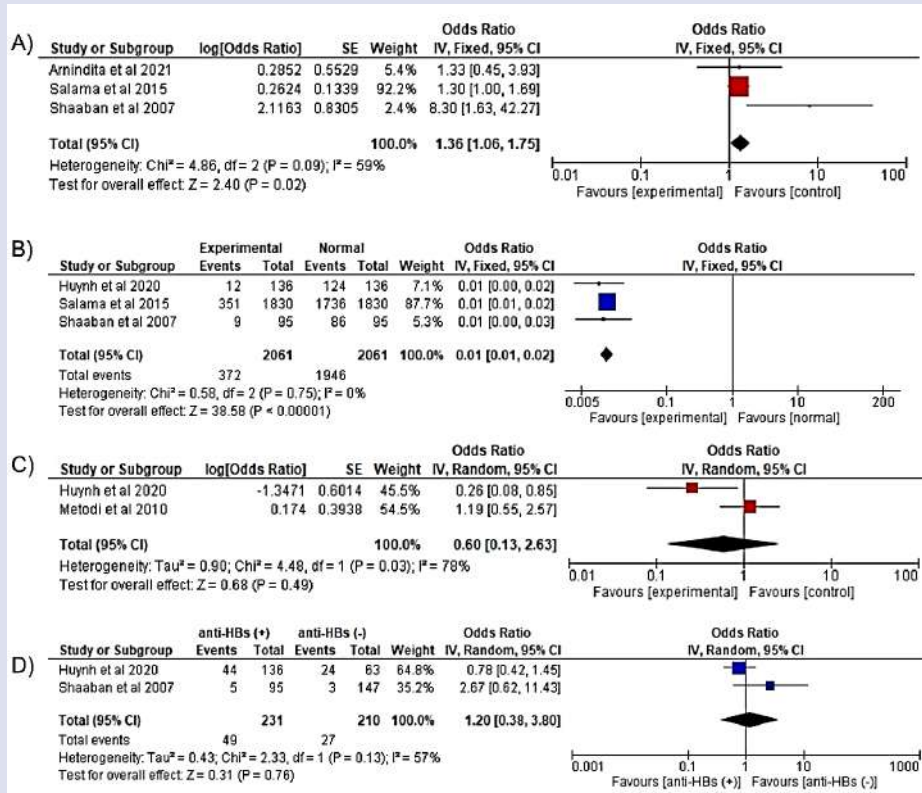 A)
Odds Ratio Odds Ratio
Study or Subgroup log[Odds Ratio] SE Weight IV, Fixed, 95% CI IV, Fixed, 95% CI
Arnindita et al 2021 0.2852 0.5529 5.4% 1.33 [0.45, 3.93]
Salama et al 2015 0.2624 0.1339 92.2% 1.30 [1.00, 1.69]
Shaaban et al 2007 2.1163 0.8305 2.4% 8.30 [1.63, 42.27]
Total (95% CI) 100.0% 1.36 [1.06, 1.75]
Heterogeneity: Chi² = 4.86, df = 2 (P = 0.09); I² = 59%
Test for overall effect: Z = 2.40 (P = 0.02)
0.01 0.1 1 10 100
Favours [experimental] Favours [control]
B)
Experimental Normal Odds Ratio Odds Ratio
Study or Subgroup Events Total Events Total Weight IV, Fixed, 95% CI IV, Fixed, 95% CI
Huynh et al 2020 12 136 124 136 7.1% 0.01 [0.00, 0.02]
Salama et al 2015 351 1830 1736 1830 87.7% 0.01 [0.01, 0.02]
Shaaban et al 2007 9 95 86 95 5.3% 0.01 [0.00, 0.03]
Total (95% CI) 2061 2061 100.0% 0.01 [0.01, 0.02]
Total events 372 1946
Heterogeneity: Chi² = 0.58, df = 2 (P = 0.75); I² = 0%
Test for overall effect: Z = 38.58 (P < 0.00001)
0.005 0.1 1 10 200
Favours [experimental] Favours [normal]
C)
Odds Ratio Odds Ratio
Study or Subgroup log[Odds Ratio] SE Weight IV, Random, 95% CI IV, Random, 95% CI
Huynh et al 2020 -1.3471 0.6014 45.5% 0.26 [0.08, 0.85]
Metodi et al 2010 0.174 0.3938 54.5% 1.19 [0.55, 2.57]
Total (95% CI) 100.0% 0.60 [0.13, 2.63]
Heterogeneity: Tau² = 0.90; Chi² = 4.48, df = 1 (P = 0.03); I² = 78%
Test for overall effect: Z = 0.68 (P = 0.49)
0.01 0.1 1 10 100
Favours [experimental] Favours [control]
D)
anti-HBs (+) anti-HBs (-) Odds Ratio Odds Ratio
Study or Subgroup Events Total Events Total Weight IV, Random, 95% CI IV, Random, 95% CI
Huynh et al 2020 44 136 24 63 64.8% 0.78 [0.42, 1.45]
Shaaban et al 2007 5 95 3 147 35.2% 2.67 [0.62, 11.43]
Total (95% CI) 231 210 100.0% 1.20 [0.38, 3.80]
Total events 49 27
Heterogeneity: Tau² = 0.43; Chi² = 2.33, df = 1 (P = 0.13); I² = 57%
Test for overall effect: Z = 0.31 (P = 0.76)
0.001 0.1 1 10 1000
Favours [anti-HBs (+) Favours [anti-HBs (-)